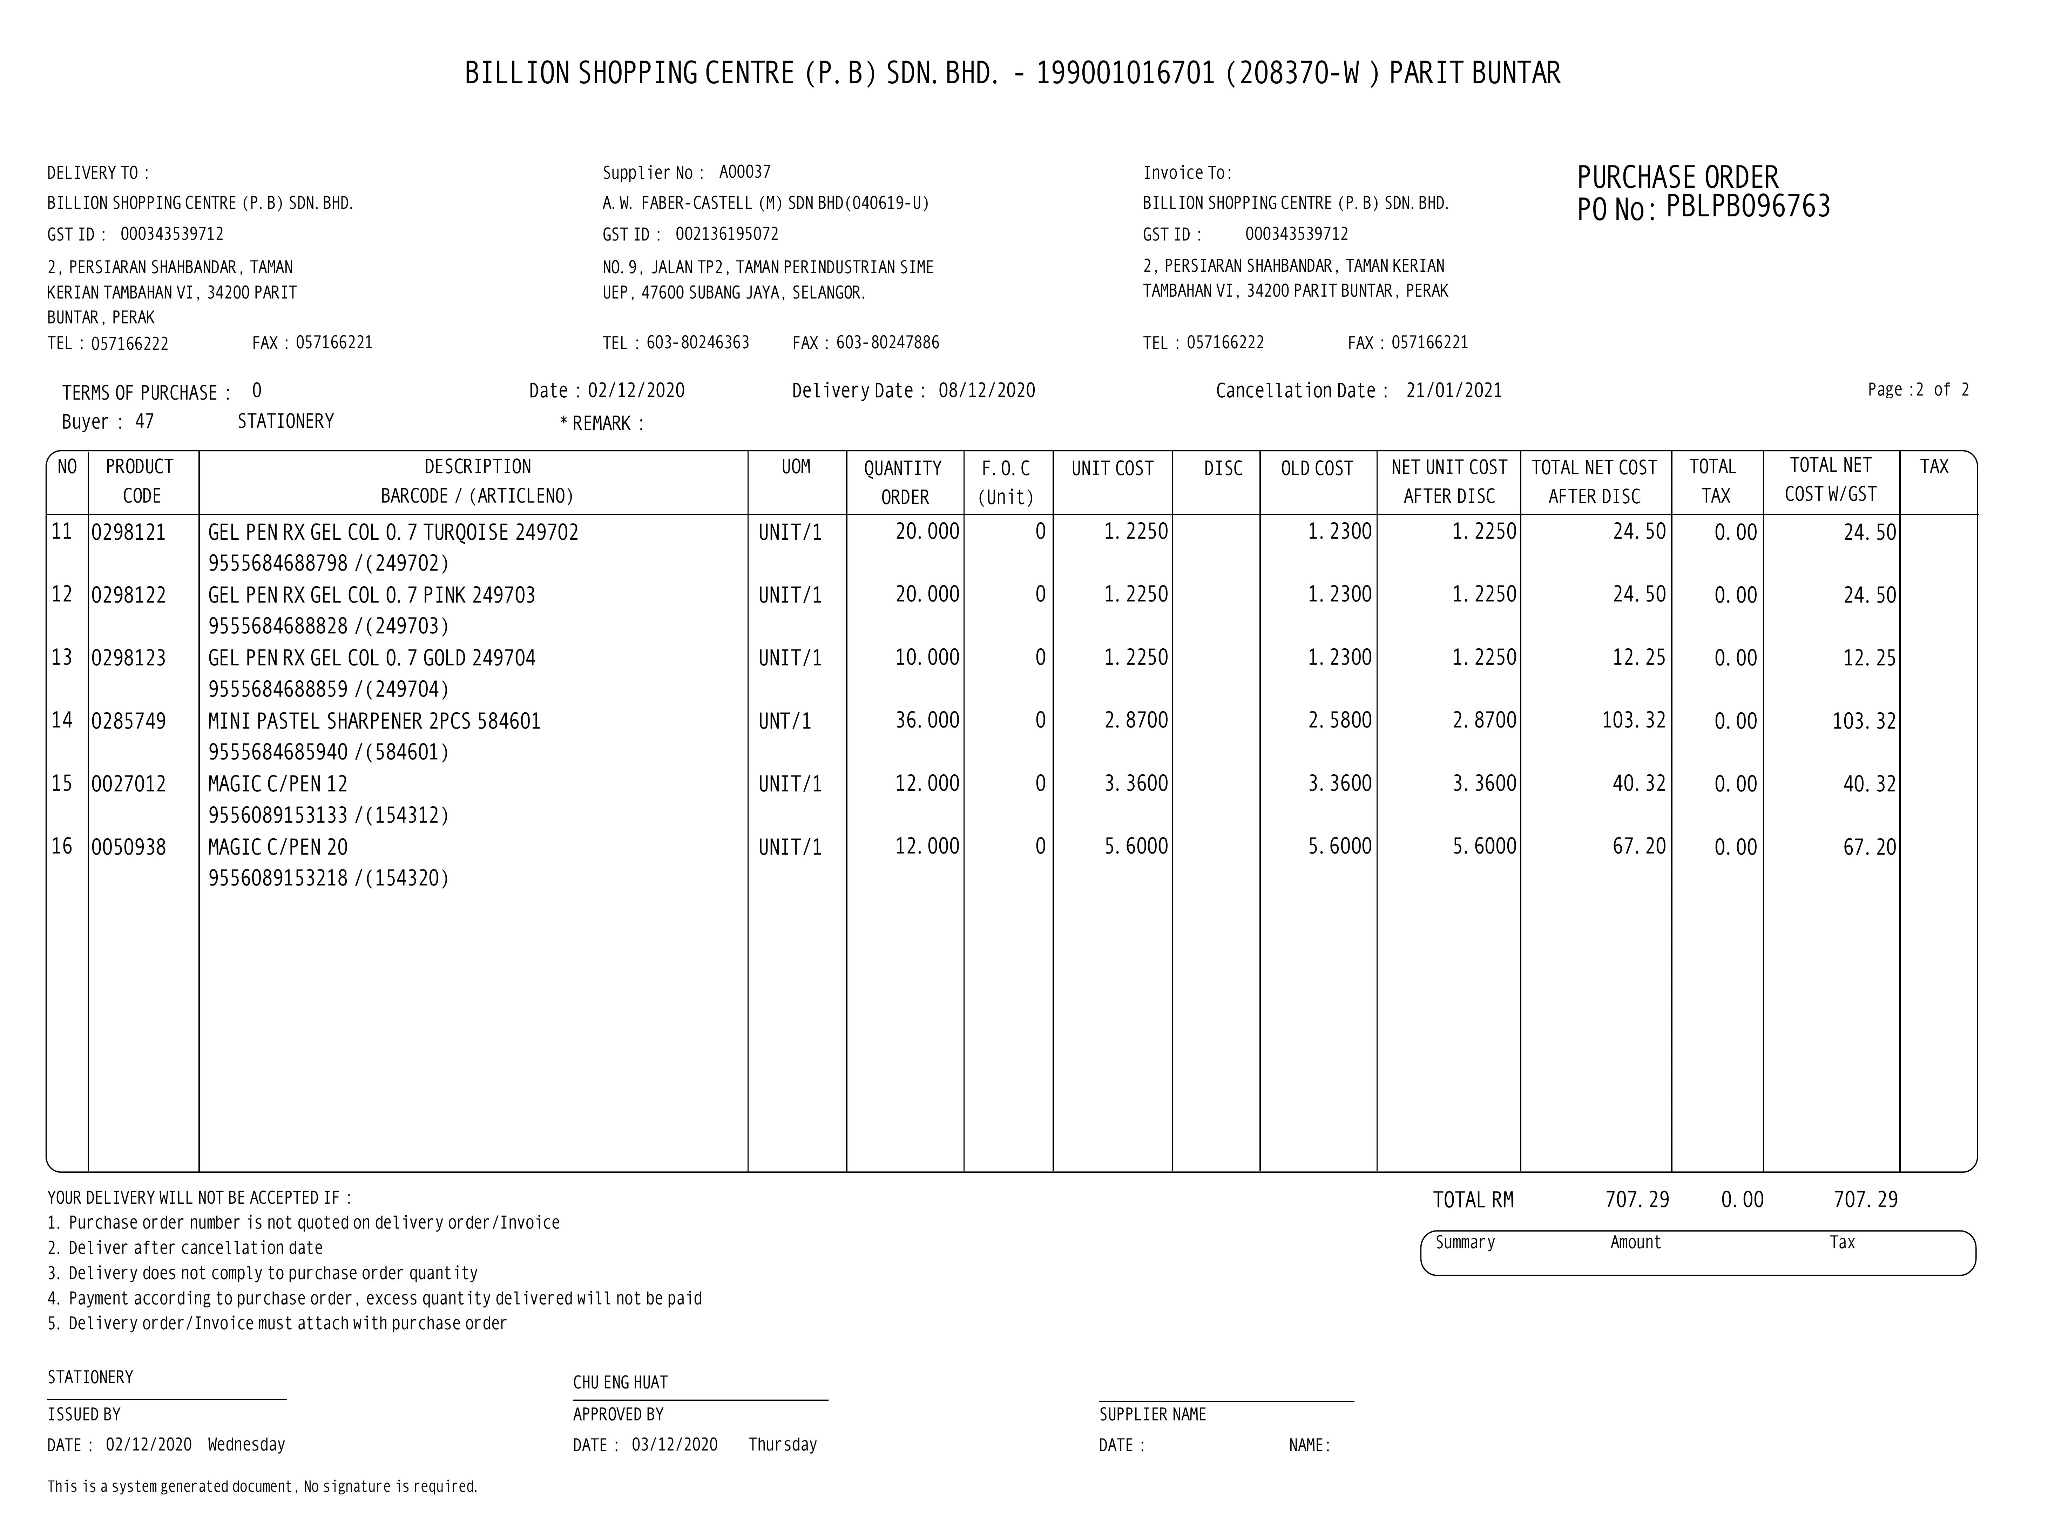 BILLION SHOPPING CENTRE (P.B) SDN.BHD. - 199001016701 (208370-W ) PARIT BUNTAR
DELIVERY TO :
BILLION SHOPPING CENTRE (P.B) SDN.BHD.
GST ID : 000343539712
2, PERSIARAN SHAHBANDAR, TAMAN
KERIAN TAMBAHAN VI, 34200 PARIT
BUNTAR, PERAK
TEL : 057166222 FAX : 057166221
Supplier No : A00037
A.W. FABER-CASTELL (M) SDN BHD(040619-U)
GST ID : 002136195072
NO.9, JALAN TP2, TAMAN PERINDUSTRIAN SIME
UEP, 47600 SUBANG JAYA, SELANGOR.
TEL : 603-80246363 FAX : 603-80247886
Invoice To:
BILLION SHOPPING CENTRE (P.B) SDN.BHD.
GST ID : 000343539712
2, PERSIARAN SHAHBANDAR, TAMAN KERIAN
TAMBAHAN VI, 34200 PARIT BUNTAR, PERAK
TEL : 057166222 FAX : 057166221
PURCHASE ORDER
PO No: PBLPB096763
TERMS OF PURCHASE : 0 Date : 02/12/2020 Delivery Date : 08/12/2020 Cancellation Date : 21/01/2021 Page :2 of 2
Buyer : 47 STATIONERY * REMARK :
NO PRODUCT DESCRIPTION UOM QUANTITY F.O.C UNIT COST DISC OLD COST NET UNIT COST TOTAL NET COST TOTAL TOTAL NET TAX
CODE BARCODE / (ARTICLENO) ORDER (Unit) AFTER DISC AFTER DISC TAX COST W/GST
11 0298121 GEL PEN RX GEL COL 0.7 TURQOISE 249702 UNIT/1 20.000 0 1.2250 1.2300 1.2250 24.50 0.00 24.50
9555684688798 /(249702)
12 0298122 GEL PEN RX GEL COL 0.7 PINK 249703 UNIT/1 20.000 0 1.2250 1.2300 1.2250 24.50 0.00 24.50
9555684688828 /(249703)
13 0298123 GEL PEN RX GEL COL 0.7 GOLD 249704 UNIT/1 10.000 0 1.2250 1.2300 1.2250 12.25 0.00 12.25
9555684688859 /(249704)
14 0285749 MINI PASTEL SHARPENER 2PCS 584601 UNT/1 36.000 0 2.8700 2.5800 2.8700 103.32 0.00 103.32
9555684685940 /(584601)
15 0027012 MAGIC C/PEN 12 UNIT/1 12.000 0 3.3600 3.3600 3.3600 40.32 0.00 40.32
9556089153133 /(154312)
16 0050938 MAGIC C/PEN 20 UNIT/1 12.000 0 5.6000 5.6000 5.6000 67.20 0.00 67.20
9556089153218 /(154320)
TOTAL RM 707.29 0.00 707.29
Summary Amount Tax
YOUR DELIVERY WILL NOT BE ACCEPTED IF :
1. Purchase order number is not quoted on delivery order/Invoice
2. Deliver after cancellation date
3. Delivery does not comply to purchase order quantity
4. Payment according to purchase order, excess quantity delivered will not be paid
5. Delivery order/Invoice must attach with purchase order
STATIONERY
ISSUED BY
DATE : 02/12/2020 Wednesday
CHU ENG HUAT
APPROVED BY
DATE : 03/12/2020 Thursday
SUPPLIER NAME
DATE : NAME:
This is a system generated document, No signature is required.